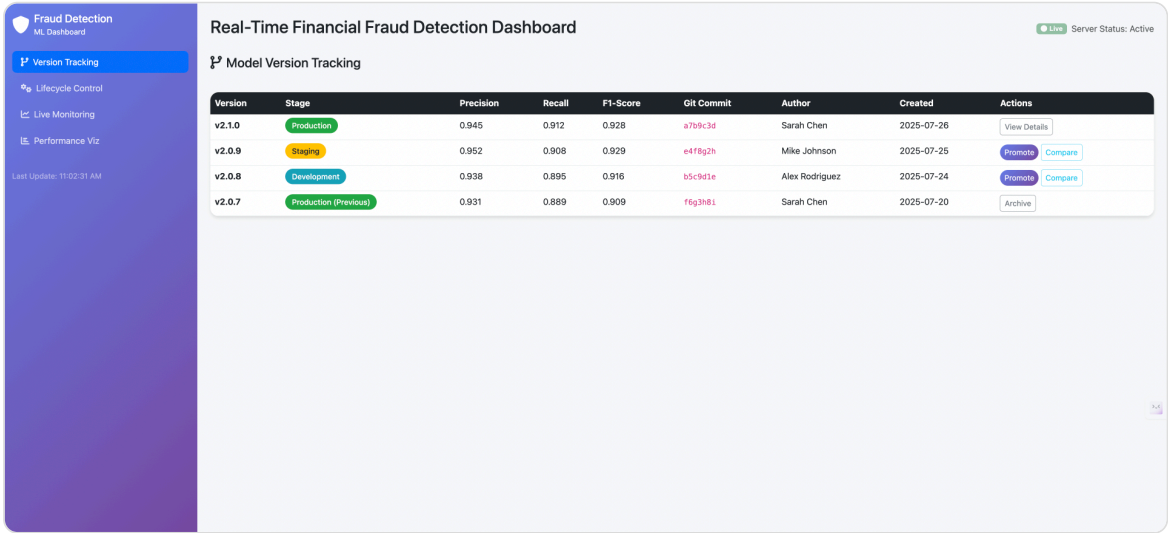 Fraud Detection
ML Dashboard
Version Tracking
Lifecycle Control
Live Monitoring
Performance Viz
Last Update: 11:02:31 AM
Real-Time Financial Fraud Detection Dashboard
Live Server Status: Active
Model Version Tracking
Version Stage Precision Recall F1-Score Git Commit Author Created Actions
v2.1.0 Production 0.945 0.912 0.928 a7b9c3d Sarah Chen 2025-07-26 View Details
v2.0.9 Staging 0.952 0.908 0.929 e4f8g2h Mike Johnson 2025-07-25 Promote Compare
v2.0.8 Development 0.938 0.895 0.916 b5c9d1e Alex Rodriguez 2025-07-24 Promote Compare
v2.0.7 Production (Previous) 0.931 0.889 0.909 f6g3h8i Sarah Chen 2025-07-20 Archive